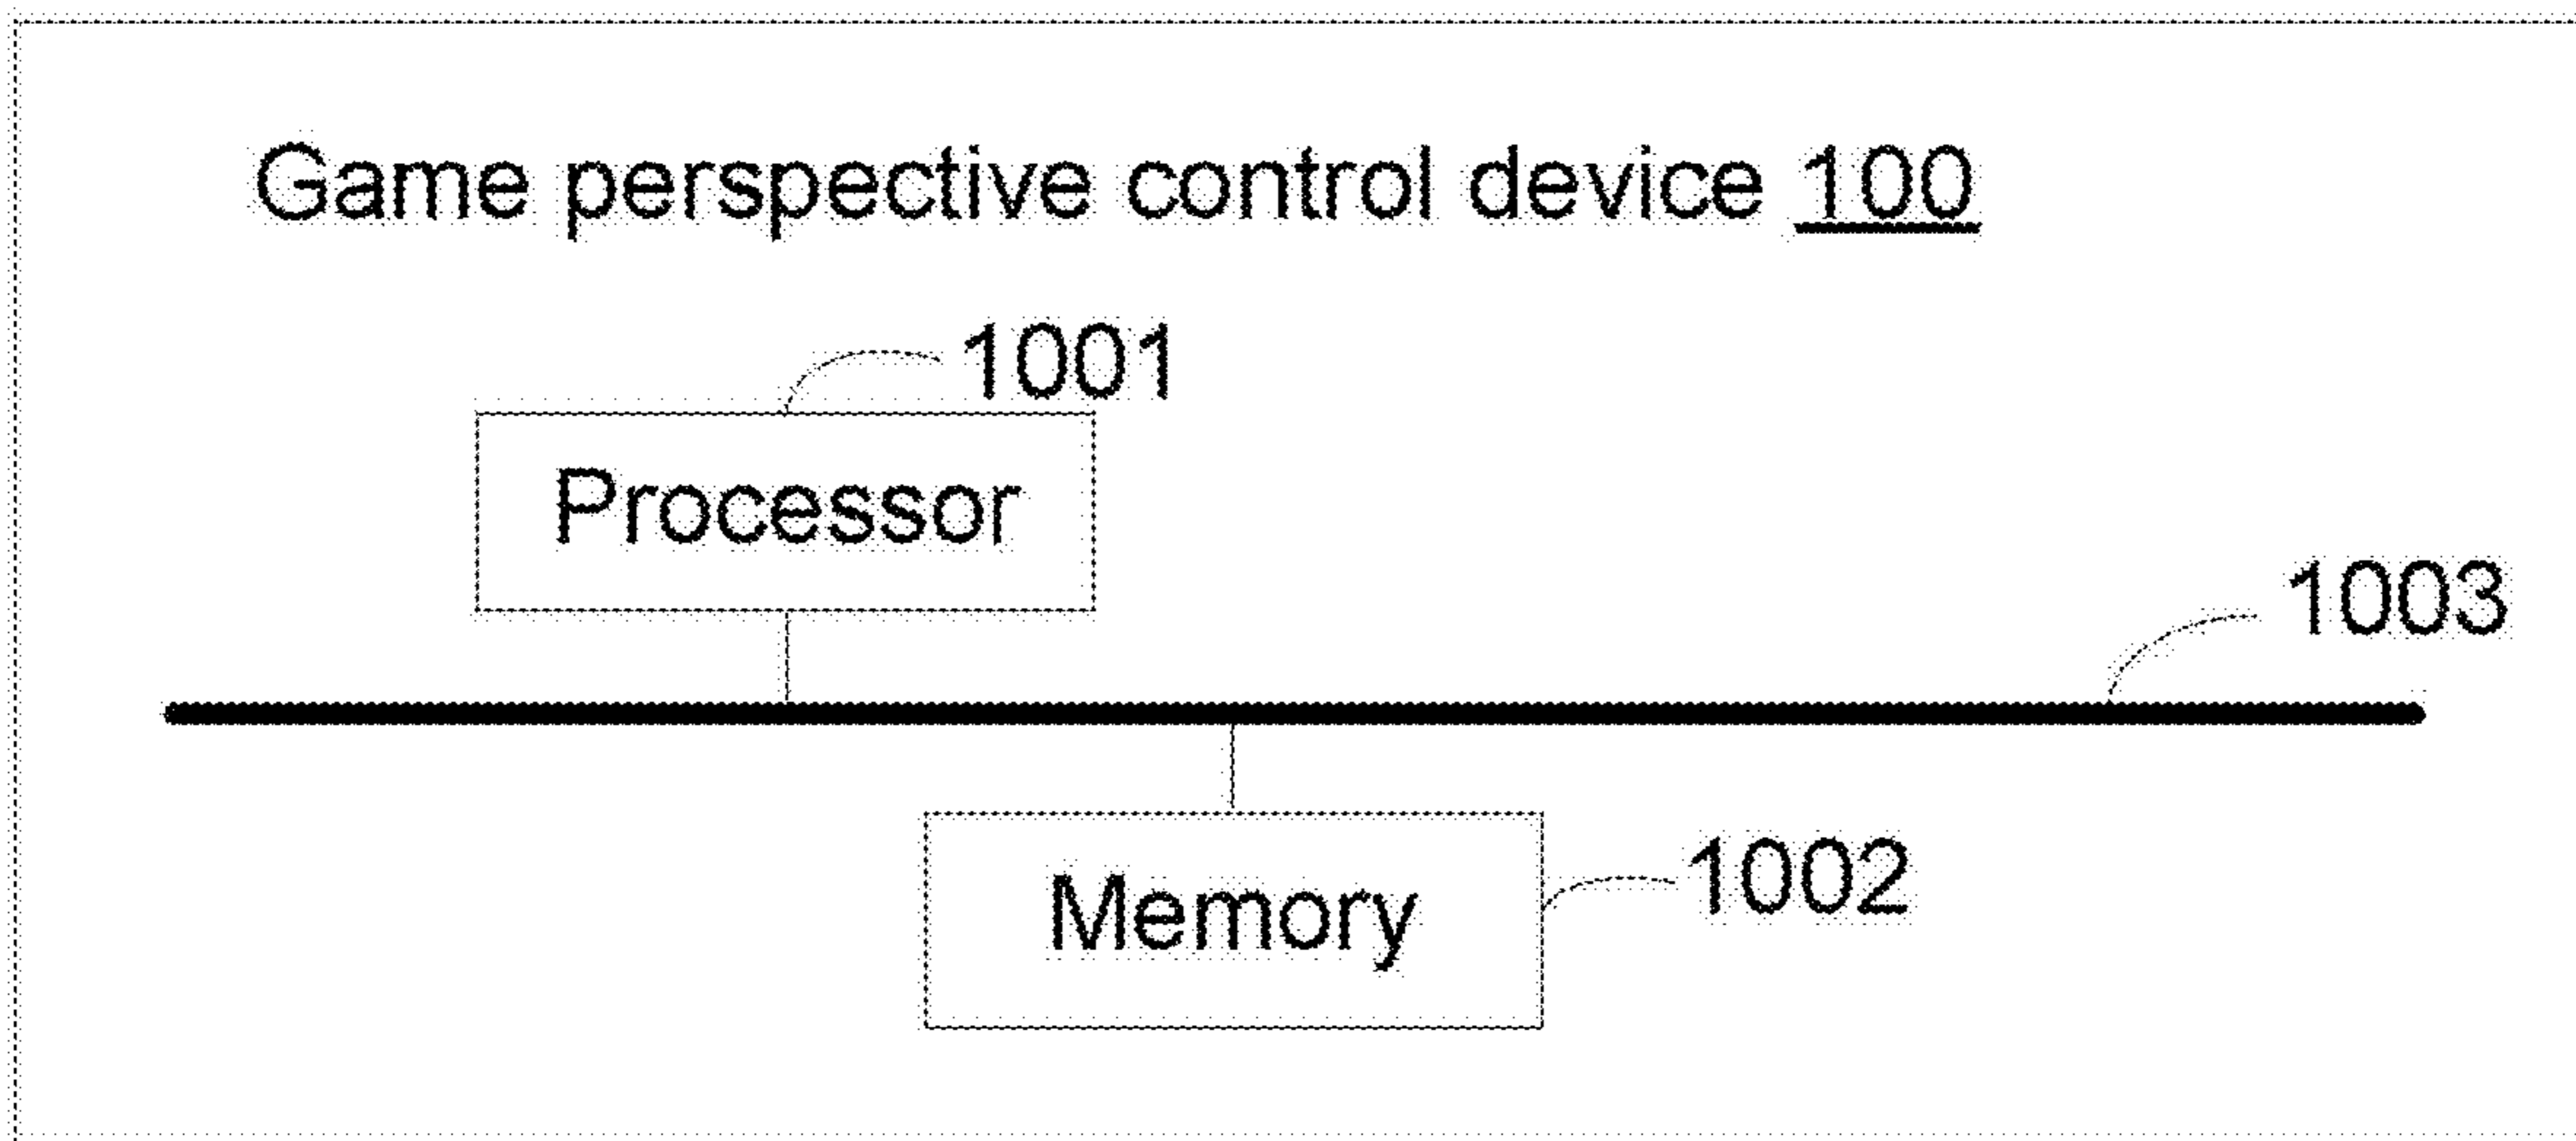 Game perspective control device 100
1001
Processor
1003
Memory
1002